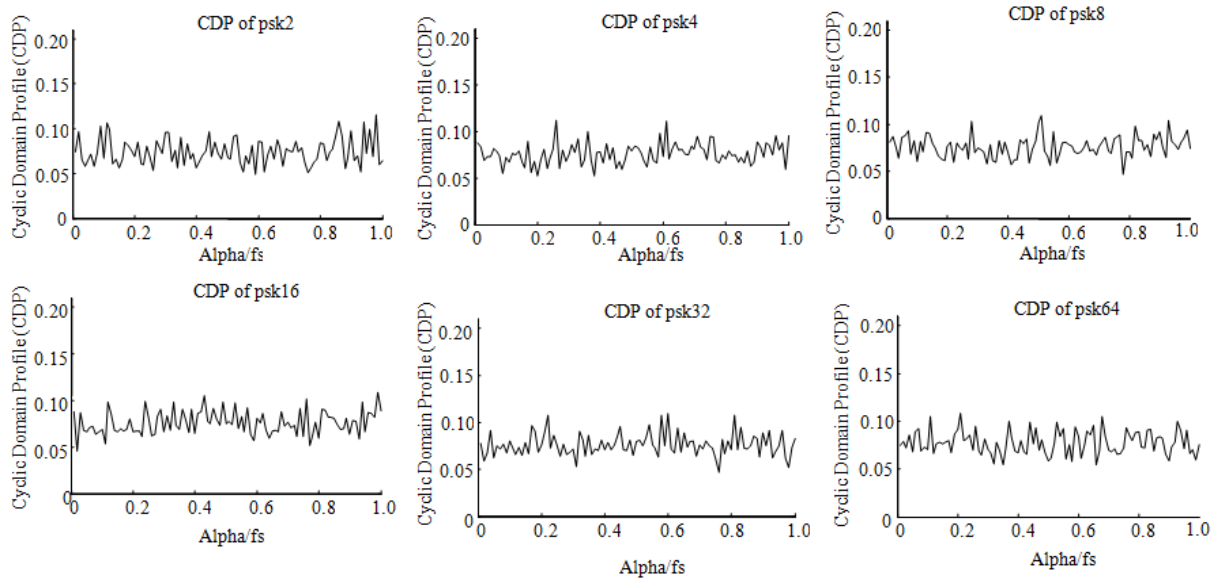 CDP of psk2
Cyclic Domain Profile (CDP)
0.20
0.15
0.10
0.05
0
0 0.2 0.4 0.6 0.8 1.0
Alpha/fs
CDP of psk4
Cyclic Domain Profile (CDP)
0.20
0.15
0.10
0.05
0
0 0.2 0.4 0.6 0.8 1.0
Alpha/fs
CDP of psk8
Cyclic Domain Profile (CDP)
0.20
0.15
0.10
0.05
0
0 0.2 0.4 0.6 0.8 1.0
Alpha/fs
CDP of psk16
Cyclic Domain Profile (CDP)
0.20
0.15
0.10
0.05
0
0 0.2 0.4 0.6 0.8 1.0
Alpha/fs
CDP of psk32
Cyclic Domain Profile (CDP)
0.20
0.15
0.10
0.05
0
0 0.2 0.4 0.6 0.8 1.0
Alpha/fs
CDP of psk64
Cyclic Domain Profile (CDP)
0.20
0.15
0.10
0.05
0
0 0.2 0.4 0.6 0.8 1.0
Alpha/fs